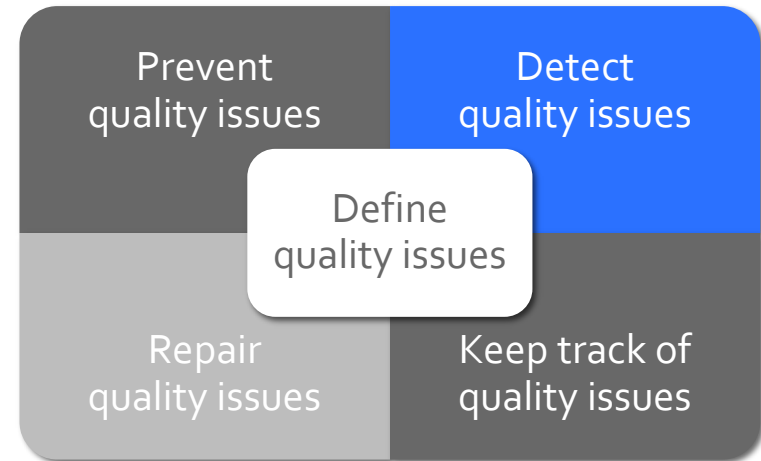 Prevent
quality issues
Detect
quality issues
Define
quality issues
Repair
quality issues
Keep track of
quality issues